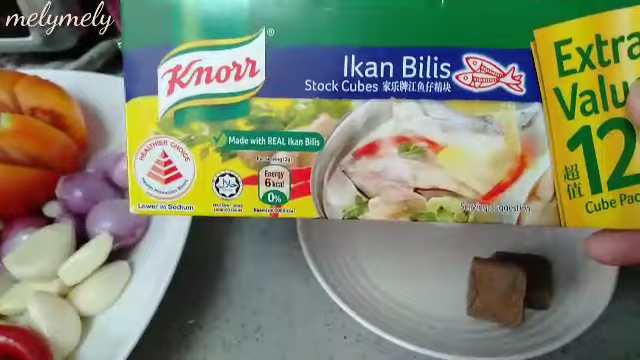 melymely
Knorr®
Ikan Bilis
Stock Cubes 家乐牌江鱼仔精块
Made with REAL Ikan Bilis
HEALTHIER CHOICE
Lower in Sodium
Energy
6 kcal
0%
Serving suggestion
Extra
Valu
超值
12
Cube Pac